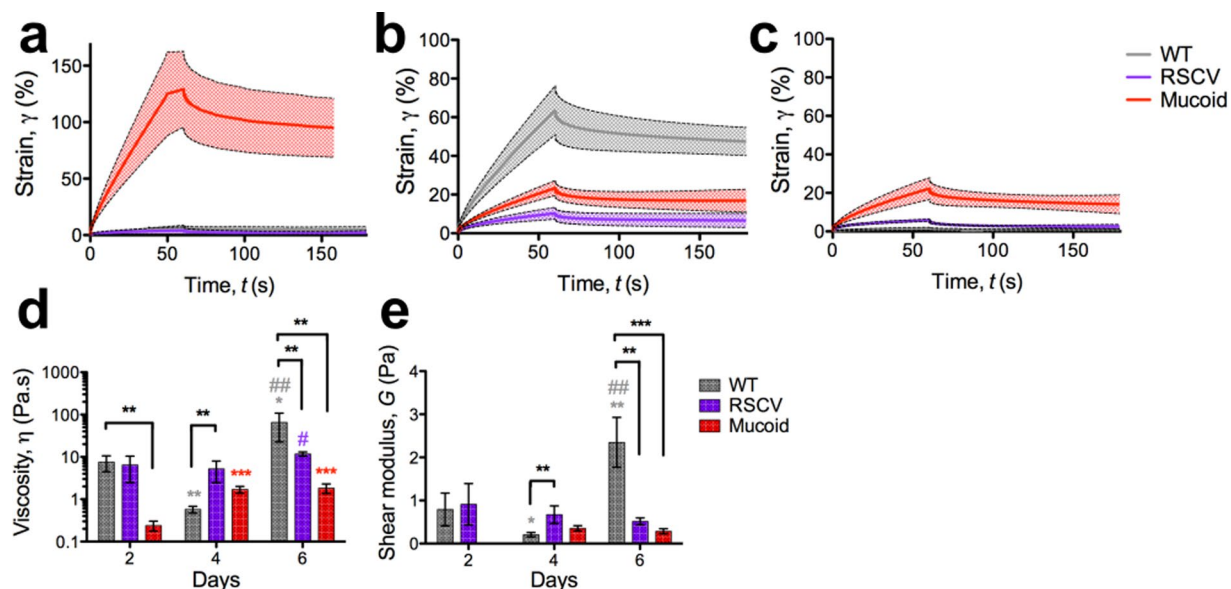 a
150
100
50
0
Strain, γ (%)
0 50 100 150
Time, t (s)
b
100
80
60
40
20
0
Strain, γ (%)
0 50 100 150
Time, t (s)
c
100
80
60
40
20
0
Strain, γ (%)
0 50 100 150
Time, t (s)
WT
RSCV
Mucoid
d
1000
100
10
1
0.1
Viscosity, η (Pa.s)
**
**
**
***
**
**
##
*
#
***
2 4 6
Days
e
4
3
2
1
0
Shear modulus, G (Pa)
**
*
***
**
##
**
2 4 6
Days
WT
RSCV
Mucoid